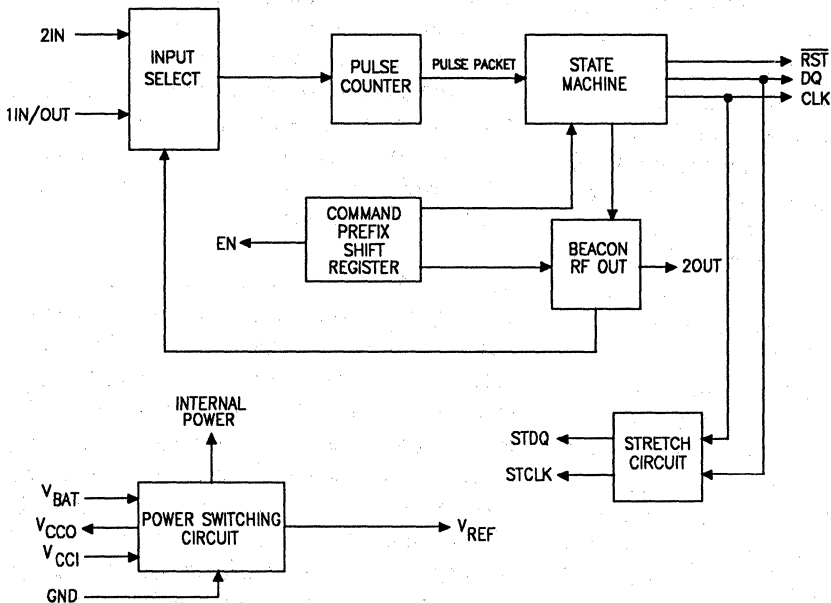 2IN
1IN/OUT
INPUT
SELECT
PULSE
COUNTER
PULSE PACKET
STATE
MACHINE
R̅S̅T̅
DQ
CLK
EN
COMMAND
PREFIX
SHIFT
REGISTER
BEACON
RF OUT
2OUT
INTERNAL
POWER
STDQ
STCLK
STRETCH
CIRCUIT
VBAT
VCCO
VCCI
GND
POWER SWITCHING
CIRCUIT
VREF